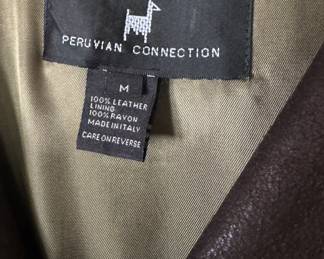 PERUVIAN CONNECTION
M
100% LEATHER
LINING
100% RAYON
MADE IN ITALY
CARE ON REVERSE